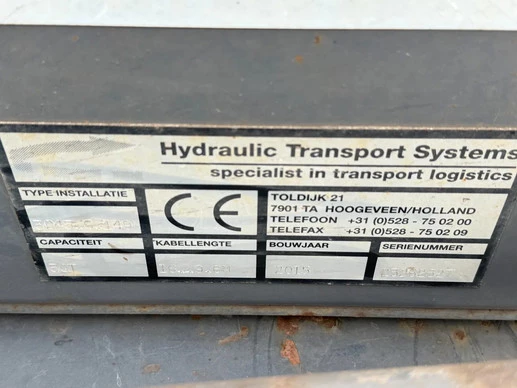 Hydraulic Transport Systems
specialist in transport logistics
TYPE INSTALLATIE
CE
TOLDIJK 21
7901 TA HOOGEVEEN/HOLLAND
TELEFOON +31 (0)528 - 75 02 00
TELEFAX +31 (0)528 - 75 02 09
CAPACITEIT
KABELLENGTE
BOUWJAAR
SERIENUMMER
2019